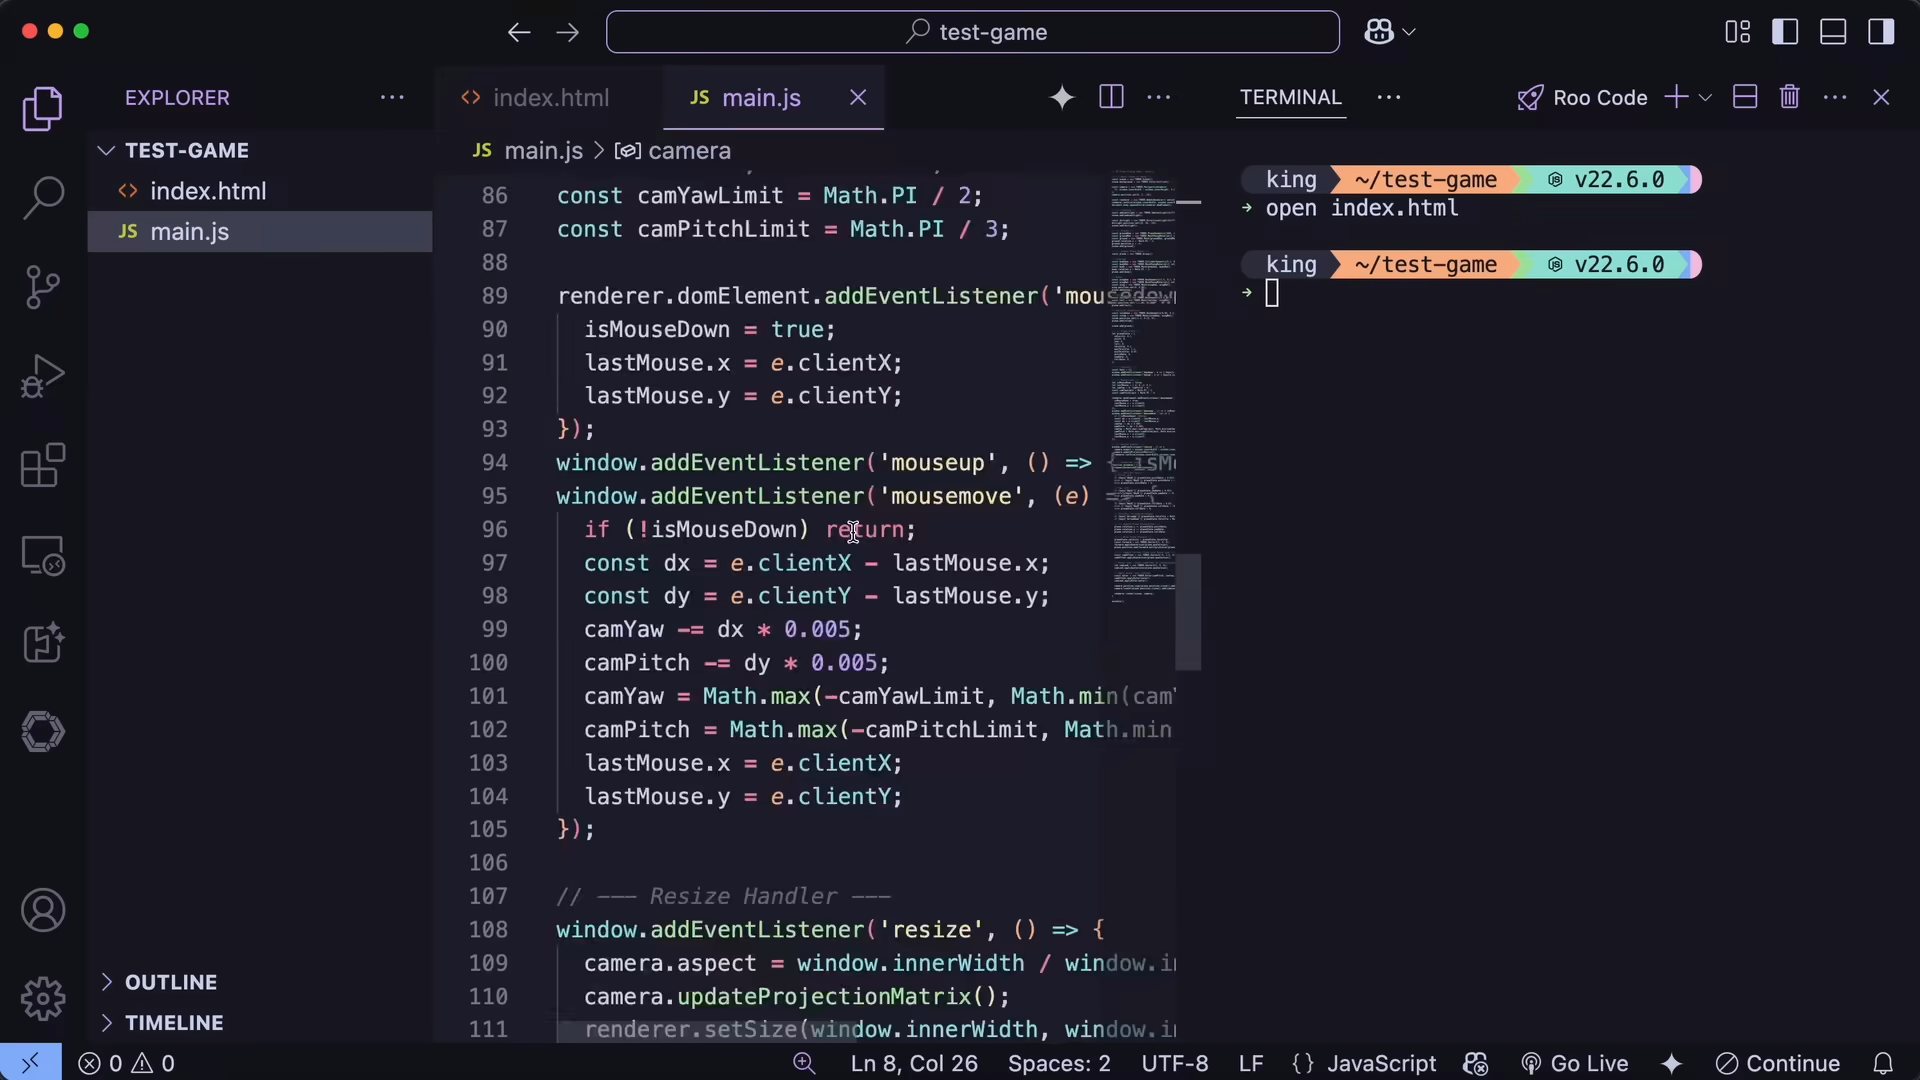 test-game
EXPLORER
index.html
JS main.js
TERMINAL
Roo Code
TEST-GAME
index.html
JS main.js
JS main.js > camera
86 const camYawLimit = Math.PI / 2;
87 const camPitchLimit = Math.PI / 3;
88
89 renderer.domElement.addEventListener('mousedow
90 isMouseDown = true;
91 lastMouse.x = e.clientX;
92 lastMouse.y = e.clientY;
93 });
94 window.addEventListener('mouseup', () => { isM
95 window.addEventListener('mousemove', (e) => {
96 if (!isMouseDown) return;
97 const dx = e.clientX - lastMouse.x;
98 const dy = e.clientY - lastMouse.y;
99 camYaw -= dx * 0.005;
100 camPitch -= dy * 0.005;
101 camYaw = Math.max(-camYawLimit, Math.min(cam
102 camPitch = Math.max(-camPitchLimit, Math.min
103 lastMouse.x = e.clientX;
104 lastMouse.y = e.clientY;
105 });
106
107 // --- Resize Handler ---
108 window.addEventListener('resize', () => {
109 camera.aspect = window.innerWidth / window.i
110 camera.updateProjectionMatrix();
111 renderer.setSize(window.innerWidth, window.i
king ~/test-game v22.6.0
open index.html
king ~/test-game v22.6.0
OUTLINE
TIMELINE
0 0
Ln 8, Col 26
Spaces: 2
UTF-8
LF
{} JavaScript
Go Live
Continue